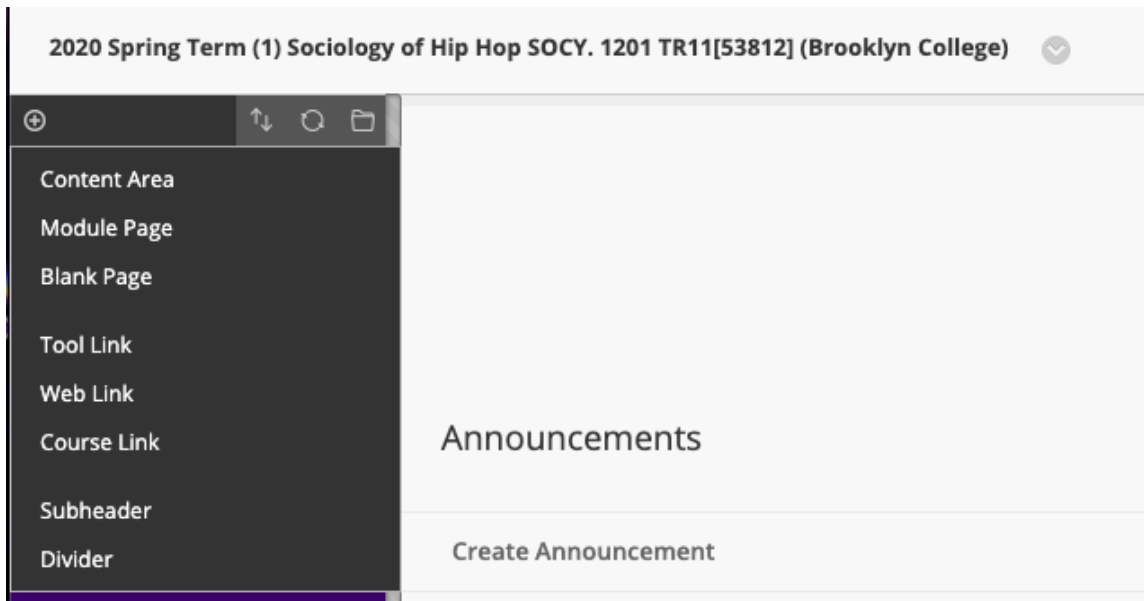 2020 Spring Term (1) Sociology of Hip Hop SOCY. 1201 TR11[53812] (Brooklyn College)
Content Area
Module Page
Blank Page
Tool Link
Web Link
Course Link
Subheader
Divider
Announcements
Create Announcement